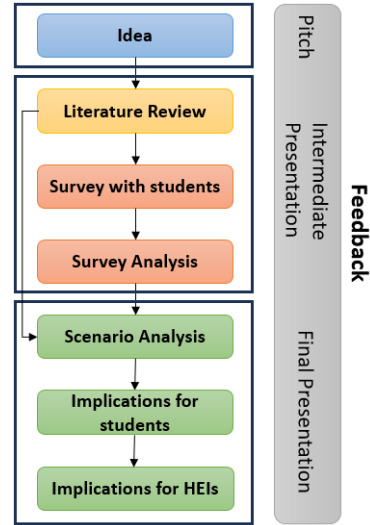 Idea
Literature Review
Survey with students
Survey Analysis
Scenario Analysis
Implications for
students
Implications for HEIs
Pitch
Intermediate
Presentation
Final Presentation
Feedback